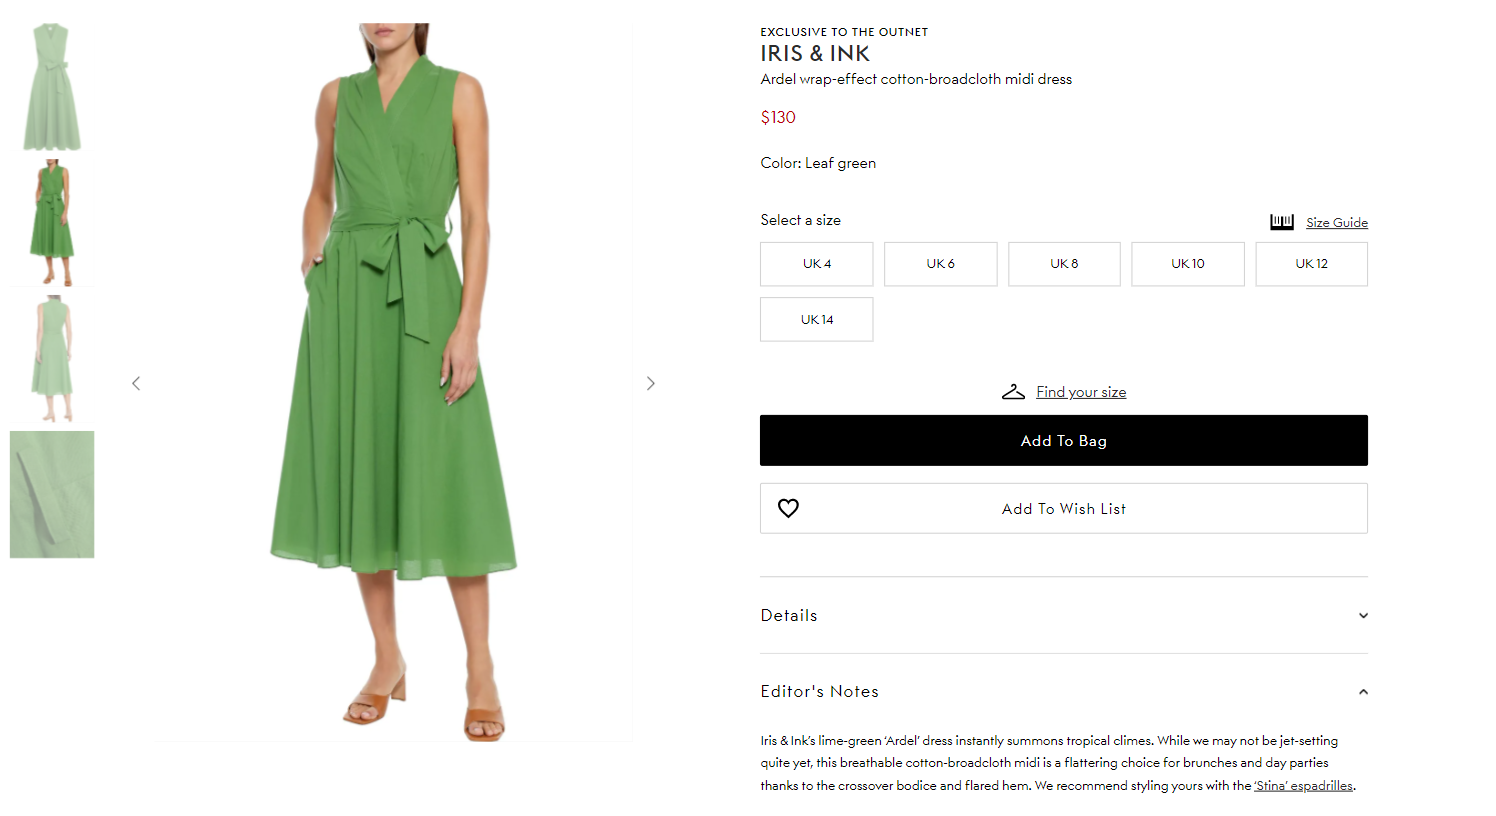 EXCLUSIVE TO THE OUTNET
IRIS & INK
Ardel wrap-effect cotton-broadcloth midi dress
$130
Color: Leaf green
Select a size
Size Guide
UK 4
UK 6
UK 8
UK 10
UK 12
UK 14
Find your size
Add To Bag
Add To Wish List
Details
Editor's Notes
Iris & Ink's lime-green 'Ardel' dress instantly summons tropical climes. While we may not be jet-setting
quite yet, this breathable cotton-broadcloth midi is a flattering choice for brunches and day parties
thanks to the crossover bodice and flared hem. We recommend styling yours with the 'Stina' espadrilles.